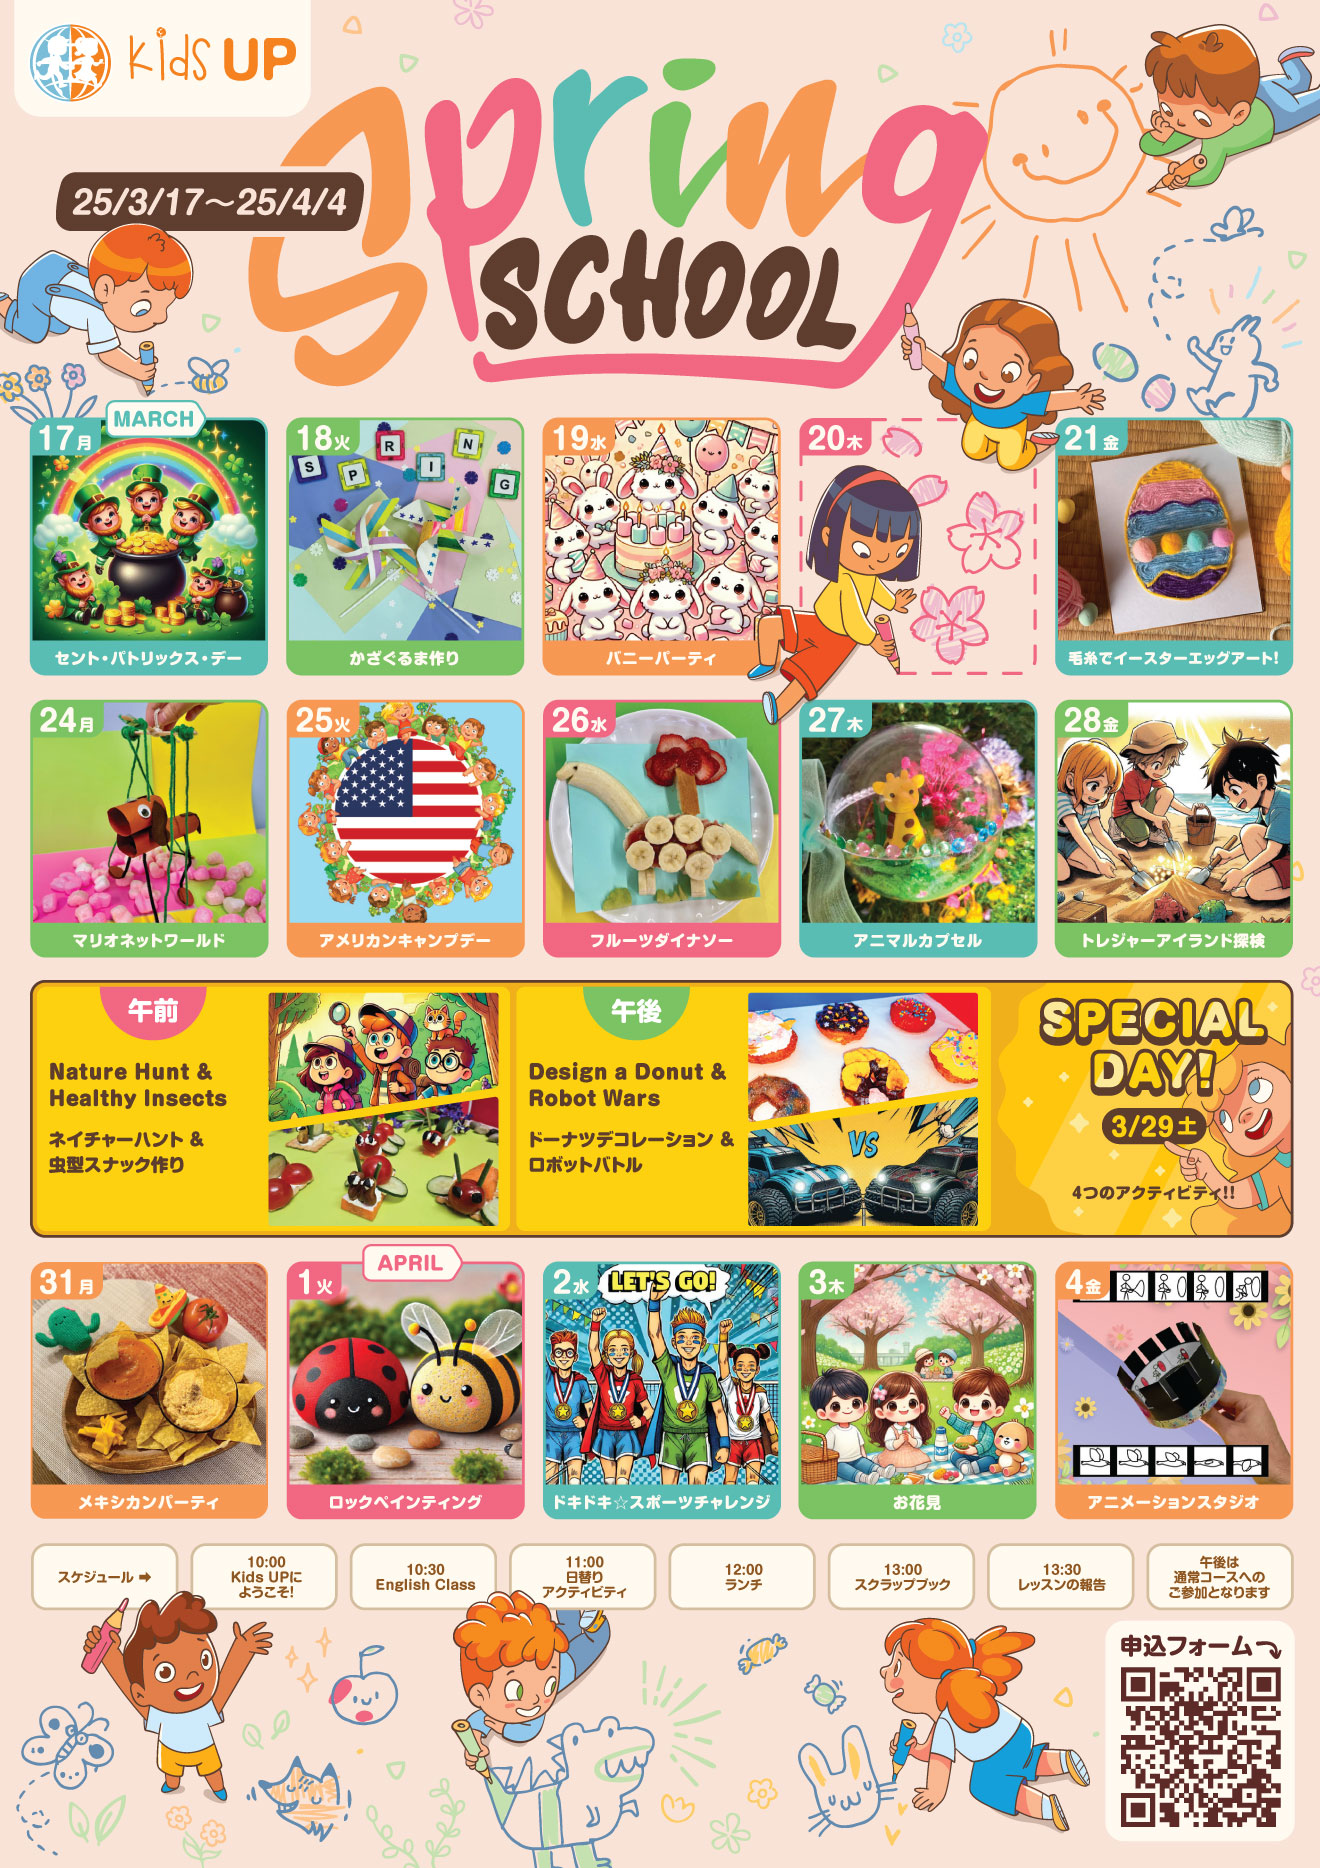 Kids UP
Spring
SCHOOL
25/3/17～25/4/4
MARCH
17月
セント・パトリックス・デー
18火
S P R I N G
かざぐるま作り
19水
バニーパーティ
20木
21金
毛糸でイースターエッグアート!
24月
マリオネットワールド
25火
アメリカンキャンプデー
26水
フルーツダイナソー
27木
アニマルカプセル
28金
トレジャーアイランド探検
午前
Nature Hunt &
Healthy Insects
ネイチャーハント &
虫型スナック作り
午後
Design a Donut &
Robot Wars
ドーナツデコレーション &
ロボットバトル
VS
SPECIAL
DAY!
3/29土
4つのアクティビティ!!
31月
メキシカンパーティ
APRIL
1火
ロックペインティング
2水
LET'S GO!
ドキドキ☆スポーツチャレンジ
3木
お花見
4金
アニメーションスタジオ
スケジュール ➡
10:00
Kids UPに
ようこそ!
10:30
English Class
11:00
日替り
アクティビティ
12:00
ランチ
13:00
スクラップブック
13:30
レッスンの報告
午後は
通常コースへの
ご参加となります
申込フォーム